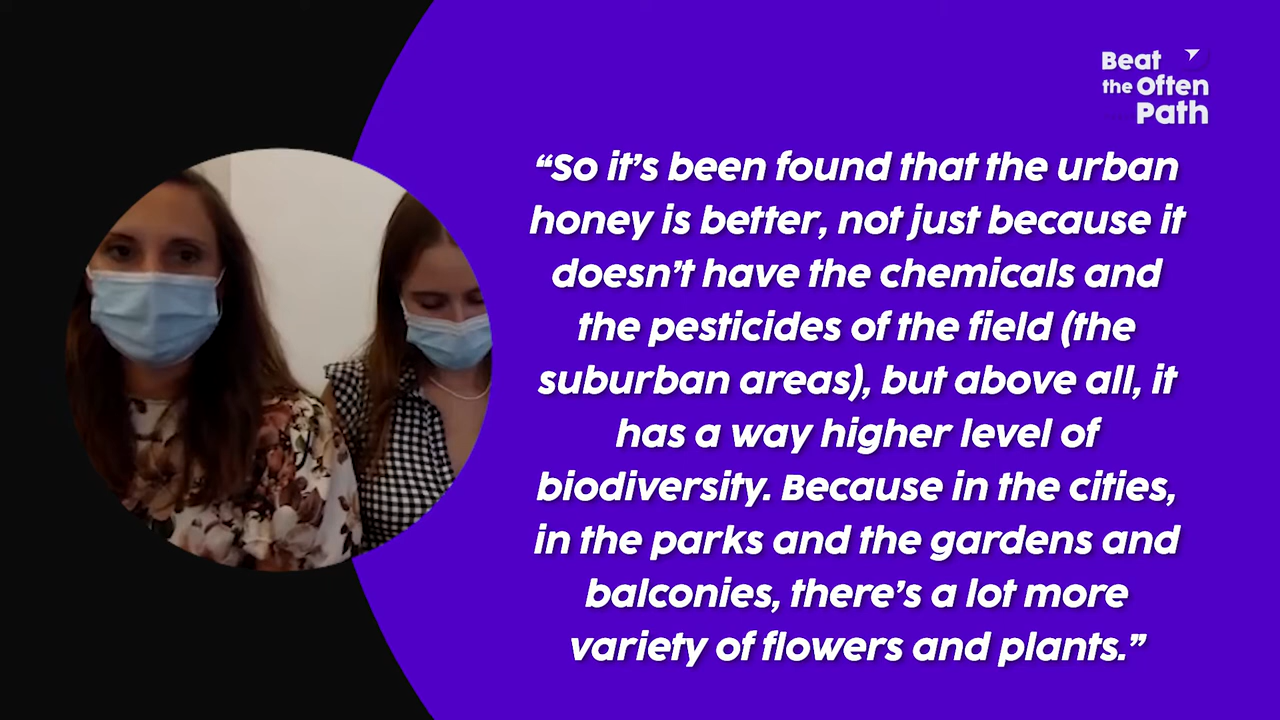 Beat
the Often
Path
“So it’s been found that the urban
honey is better, not just because it
doesn’t have the chemicals and
the pesticides of the field (the
suburban areas), but above all, it
has a way higher level of
biodiversity. Because in the cities,
in the parks and the gardens and
balconies, there’s a lot more
variety of flowers and plants.”